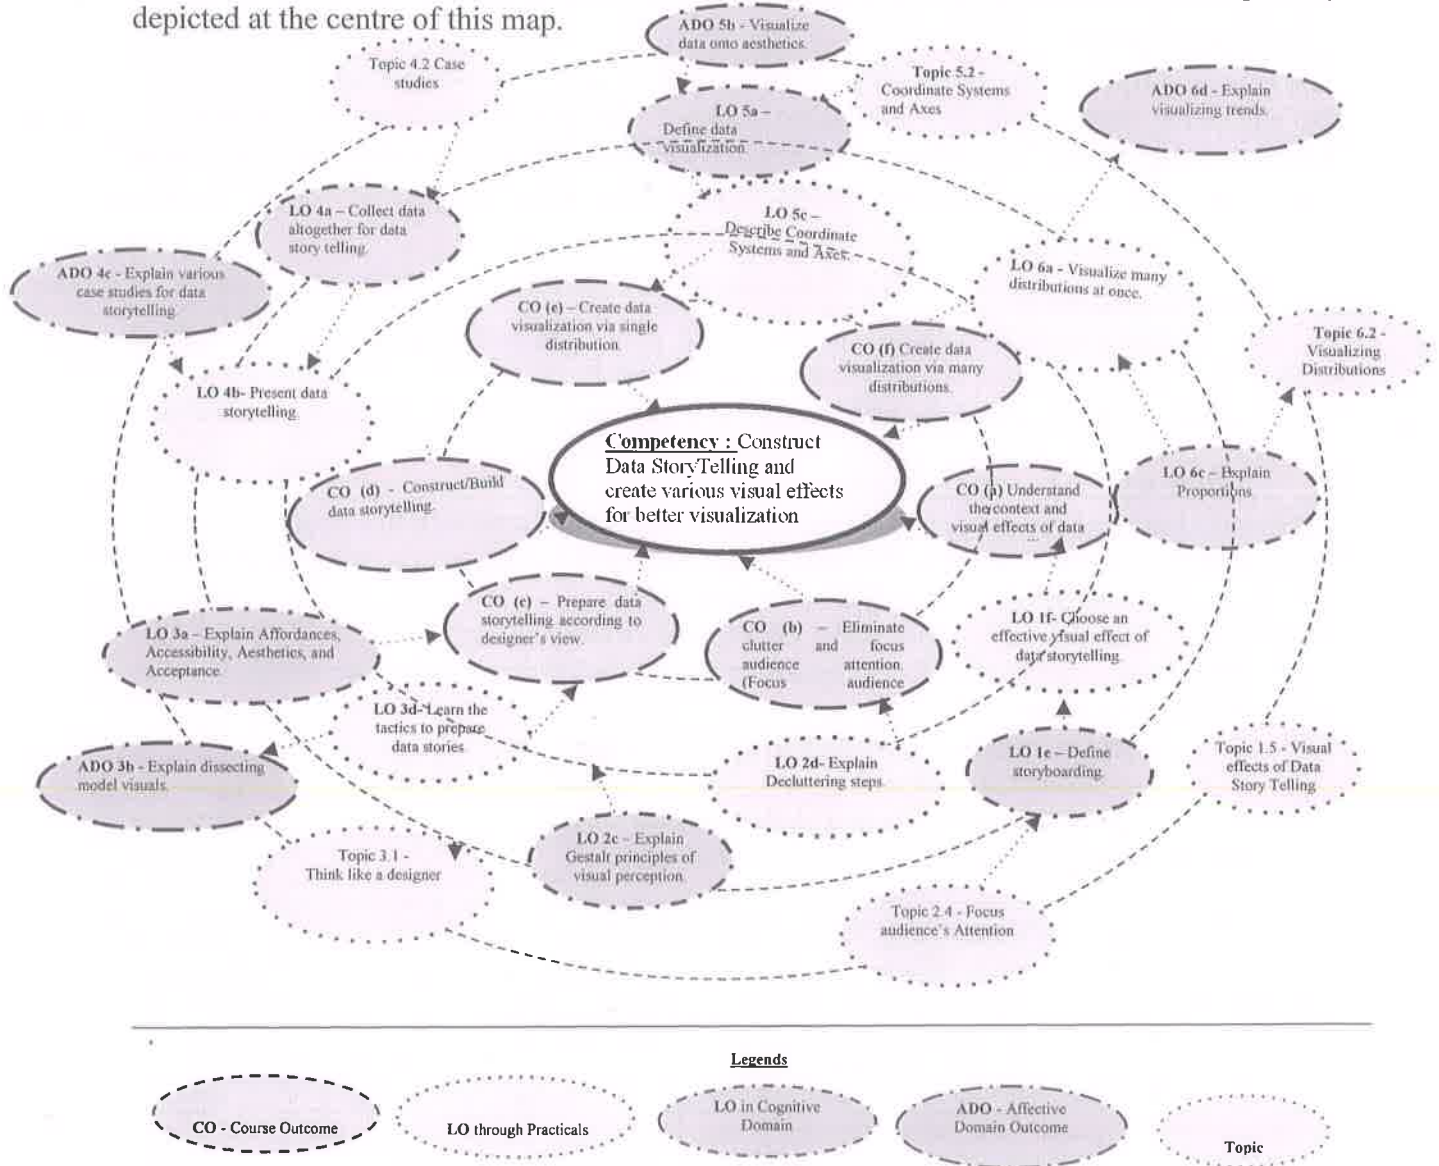 depicted at the centre of this map.
ADO 5b - Visualize
data onto aesthetics.
Topic 4.2 Case
studies
Topic 5.2 -
Coordinate Systems
and Axes
ADO 6d - Explain
visualizing trends.
LO 5a –
Define data
visualization.
LO 4a – Collect data
altogether for data
story telling.
LO 5c –
Describe Coordinate
Systems and Axes.
ADO 4c - Explain various
case studies for data
storytelling.
LO 6a - Visualize many
distributions at once.
CO (e) – Create data
visualization via single
distribution.
CO (f) Create data
visualization via many
distributions.
Topic 6.2 -
Visualizing
Distributions
LO 4b- Present data
storytelling.
Competency : Construct
Data StoryTelling and
create various visual effects
for better visualization
CO (d) - Construct/Build
data storytelling.
CO (a) Understand
the context and
visual effects of data
...
LO 6c – Explain
Proportions
CO (c) – Prepare data
storytelling according to
designer's view.
CO (b) – Eliminate
clutter and focus
audience attention.
(Focus audience
LO 1f- Choose an
effective visual effect of
data storytelling.
LO 3a – Explain Affordances,
Accessibility, Aesthetics, and
Acceptance.
LO 3d- Learn the
tactics to prepare
data stories.
ADO 3b - Explain dissecting
model visuals.
LO 2d- Explain
Decluttering steps.
LO 1e – Define
storyboarding.
Topic 1.5 - Visual
effects of Data
Story Telling
Topic 3.1 -
Think like a designer
LO 2c – Explain
Gestalt principles of
visual perception.
Topic 2.4 - Focus
audience's Attention
Legends
CO - Course Outcome
LO through Practicals
LO in Cognitive
Domain
ADO - Affective
Domain Outcome
Topic